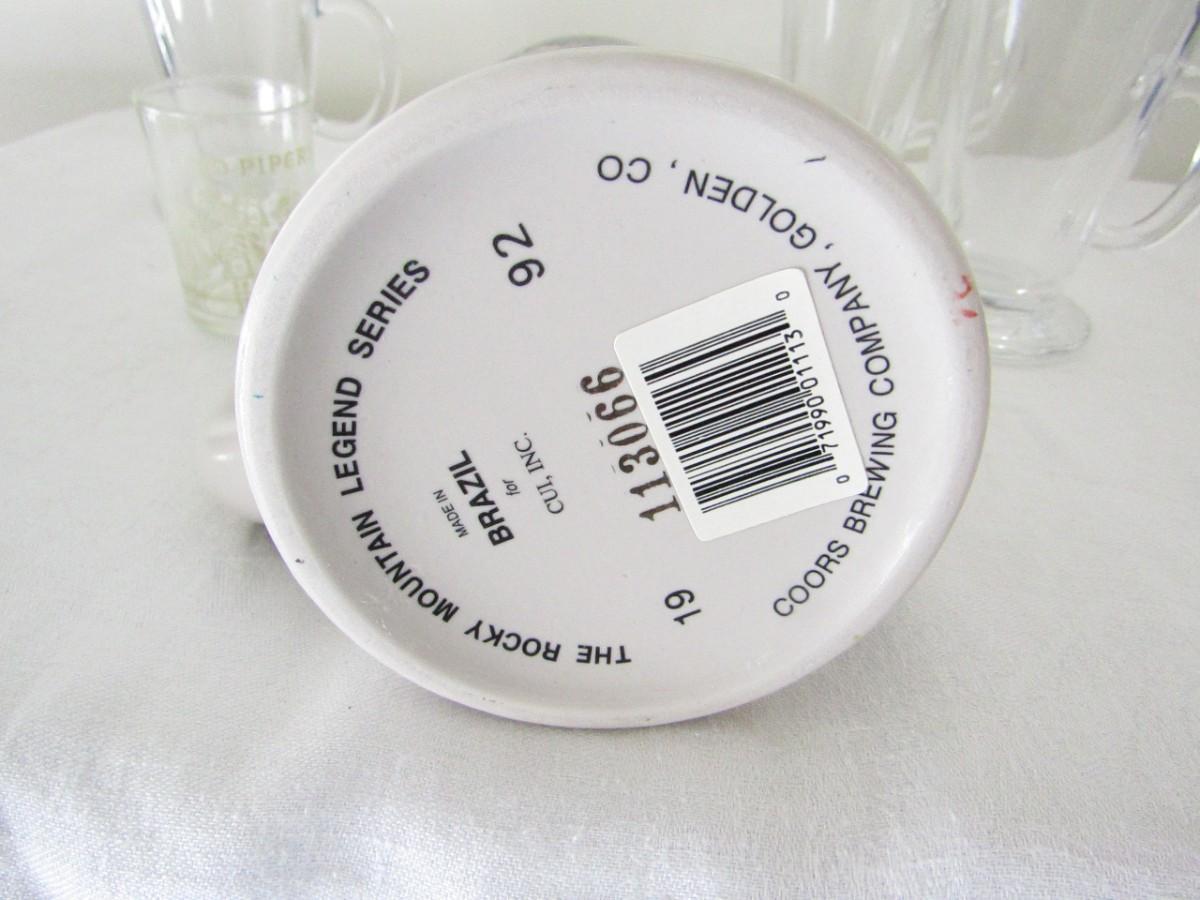 THE ROCKY MOUNTAIN LEGEND SERIES
COORS BREWING COMPANY, GOLDEN, CO
19 92
MADE IN
BRAZIL
for
CUI, INC.
113066
0 71990 01113 0
PIPER